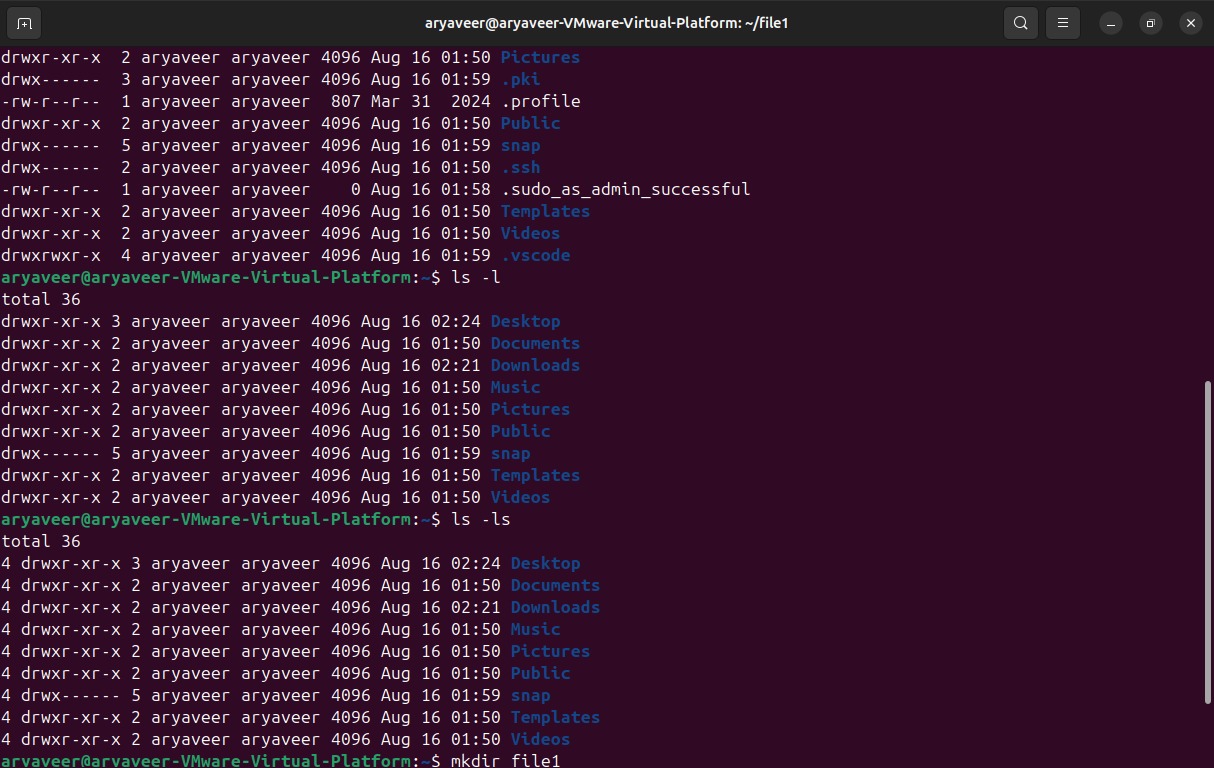 aryaveer@aryaveer-VMware-Virtual-Platform: ~/file1
drwxr-xr-x  2 aryaveer aryaveer 4096 Aug 16 01:50 Pictures
drwx------  3 aryaveer aryaveer 4096 Aug 16 01:59 .pki
-rw-r--r--  1 aryaveer aryaveer  807 Mar 31  2024 .profile
drwxr-xr-x  2 aryaveer aryaveer 4096 Aug 16 01:50 Public
drwx------  5 aryaveer aryaveer 4096 Aug 16 01:59 snap
drwx------  2 aryaveer aryaveer 4096 Aug 16 01:50 .ssh
-rw-r--r--  1 aryaveer aryaveer    0 Aug 16 01:58 .sudo_as_admin_successful
drwxr-xr-x  2 aryaveer aryaveer 4096 Aug 16 01:50 Templates
drwxr-xr-x  2 aryaveer aryaveer 4096 Aug 16 01:50 Videos
drwxrwxr-x  4 aryaveer aryaveer 4096 Aug 16 01:59 .vscode
aryaveer@aryaveer-VMware-Virtual-Platform:~$ ls -l
total 36
drwxr-xr-x 3 aryaveer aryaveer 4096 Aug 16 02:24 Desktop
drwxr-xr-x 2 aryaveer aryaveer 4096 Aug 16 01:50 Documents
drwxr-xr-x 2 aryaveer aryaveer 4096 Aug 16 02:21 Downloads
drwxr-xr-x 2 aryaveer aryaveer 4096 Aug 16 01:50 Music
drwxr-xr-x 2 aryaveer aryaveer 4096 Aug 16 01:50 Pictures
drwxr-xr-x 2 aryaveer aryaveer 4096 Aug 16 01:50 Public
drwx------ 5 aryaveer aryaveer 4096 Aug 16 01:59 snap
drwxr-xr-x 2 aryaveer aryaveer 4096 Aug 16 01:50 Templates
drwxr-xr-x 2 aryaveer aryaveer 4096 Aug 16 01:50 Videos
aryaveer@aryaveer-VMware-Virtual-Platform:~$ ls -ls
total 36
4 drwxr-xr-x 3 aryaveer aryaveer 4096 Aug 16 02:24 Desktop
4 drwxr-xr-x 2 aryaveer aryaveer 4096 Aug 16 01:50 Documents
4 drwxr-xr-x 2 aryaveer aryaveer 4096 Aug 16 02:21 Downloads
4 drwxr-xr-x 2 aryaveer aryaveer 4096 Aug 16 01:50 Music
4 drwxr-xr-x 2 aryaveer aryaveer 4096 Aug 16 01:50 Pictures
4 drwxr-xr-x 2 aryaveer aryaveer 4096 Aug 16 01:50 Public
4 drwx------ 5 aryaveer aryaveer 4096 Aug 16 01:59 snap
4 drwxr-xr-x 2 aryaveer aryaveer 4096 Aug 16 01:50 Templates
4 drwxr-xr-x 2 aryaveer aryaveer 4096 Aug 16 01:50 Videos
aryaveer@aryaveer-VMware-Virtual-Platform:~$ mkdir file1